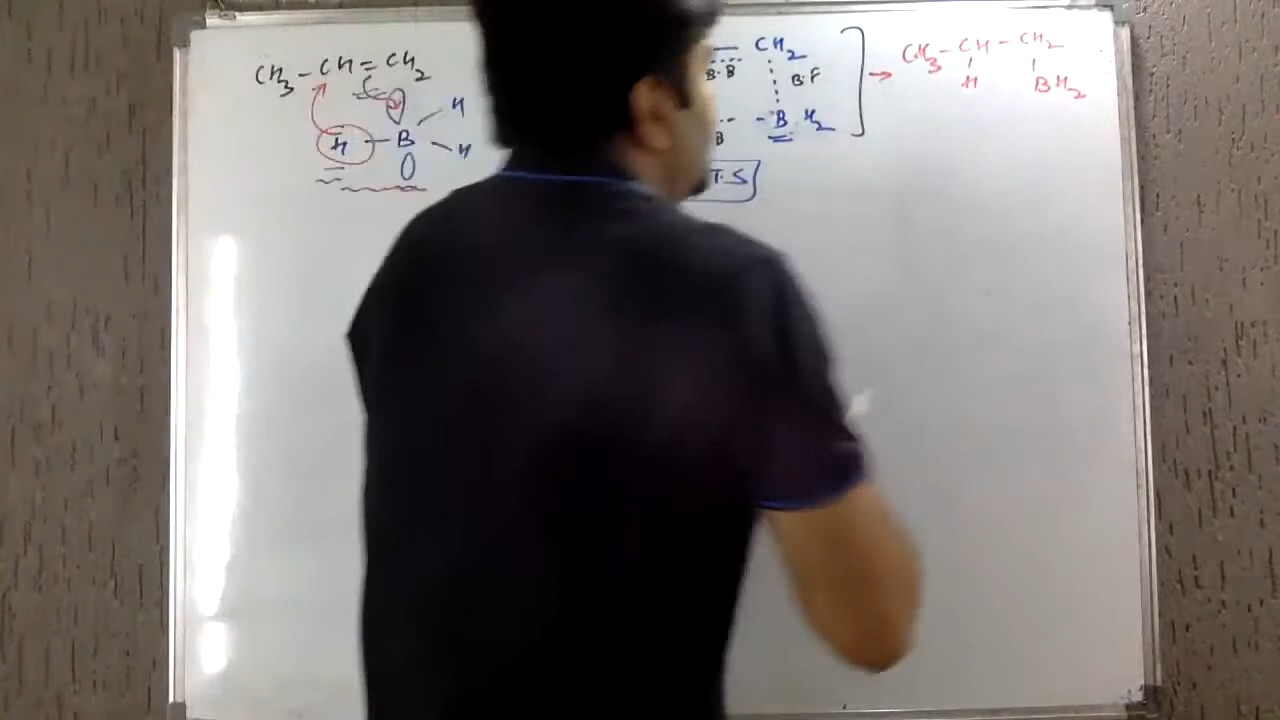 CH3 - CH = CH2
H
H - B
H
CH2
B·B
B·F
B
B H2
T.S
→ CH3 - CH - CH2
H
BH2